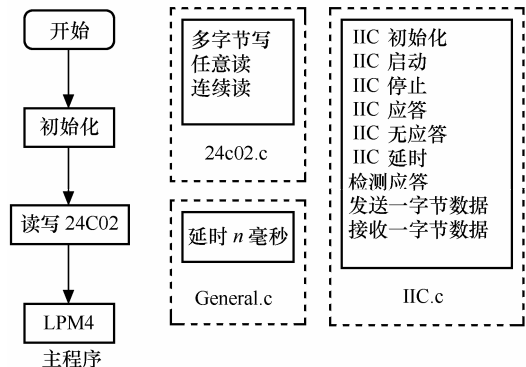 开始
初始化
读写 24C02
LPM4
主程序
多字节写
任意读
连续读
24c02.c
延时 n 毫秒
General.c
IIC 初始化
IIC 启动
IIC 停止
IIC 应答
IIC 无应答
IIC 延时
检测应答
发送一字节数据
接收一字节数据
IIC.c